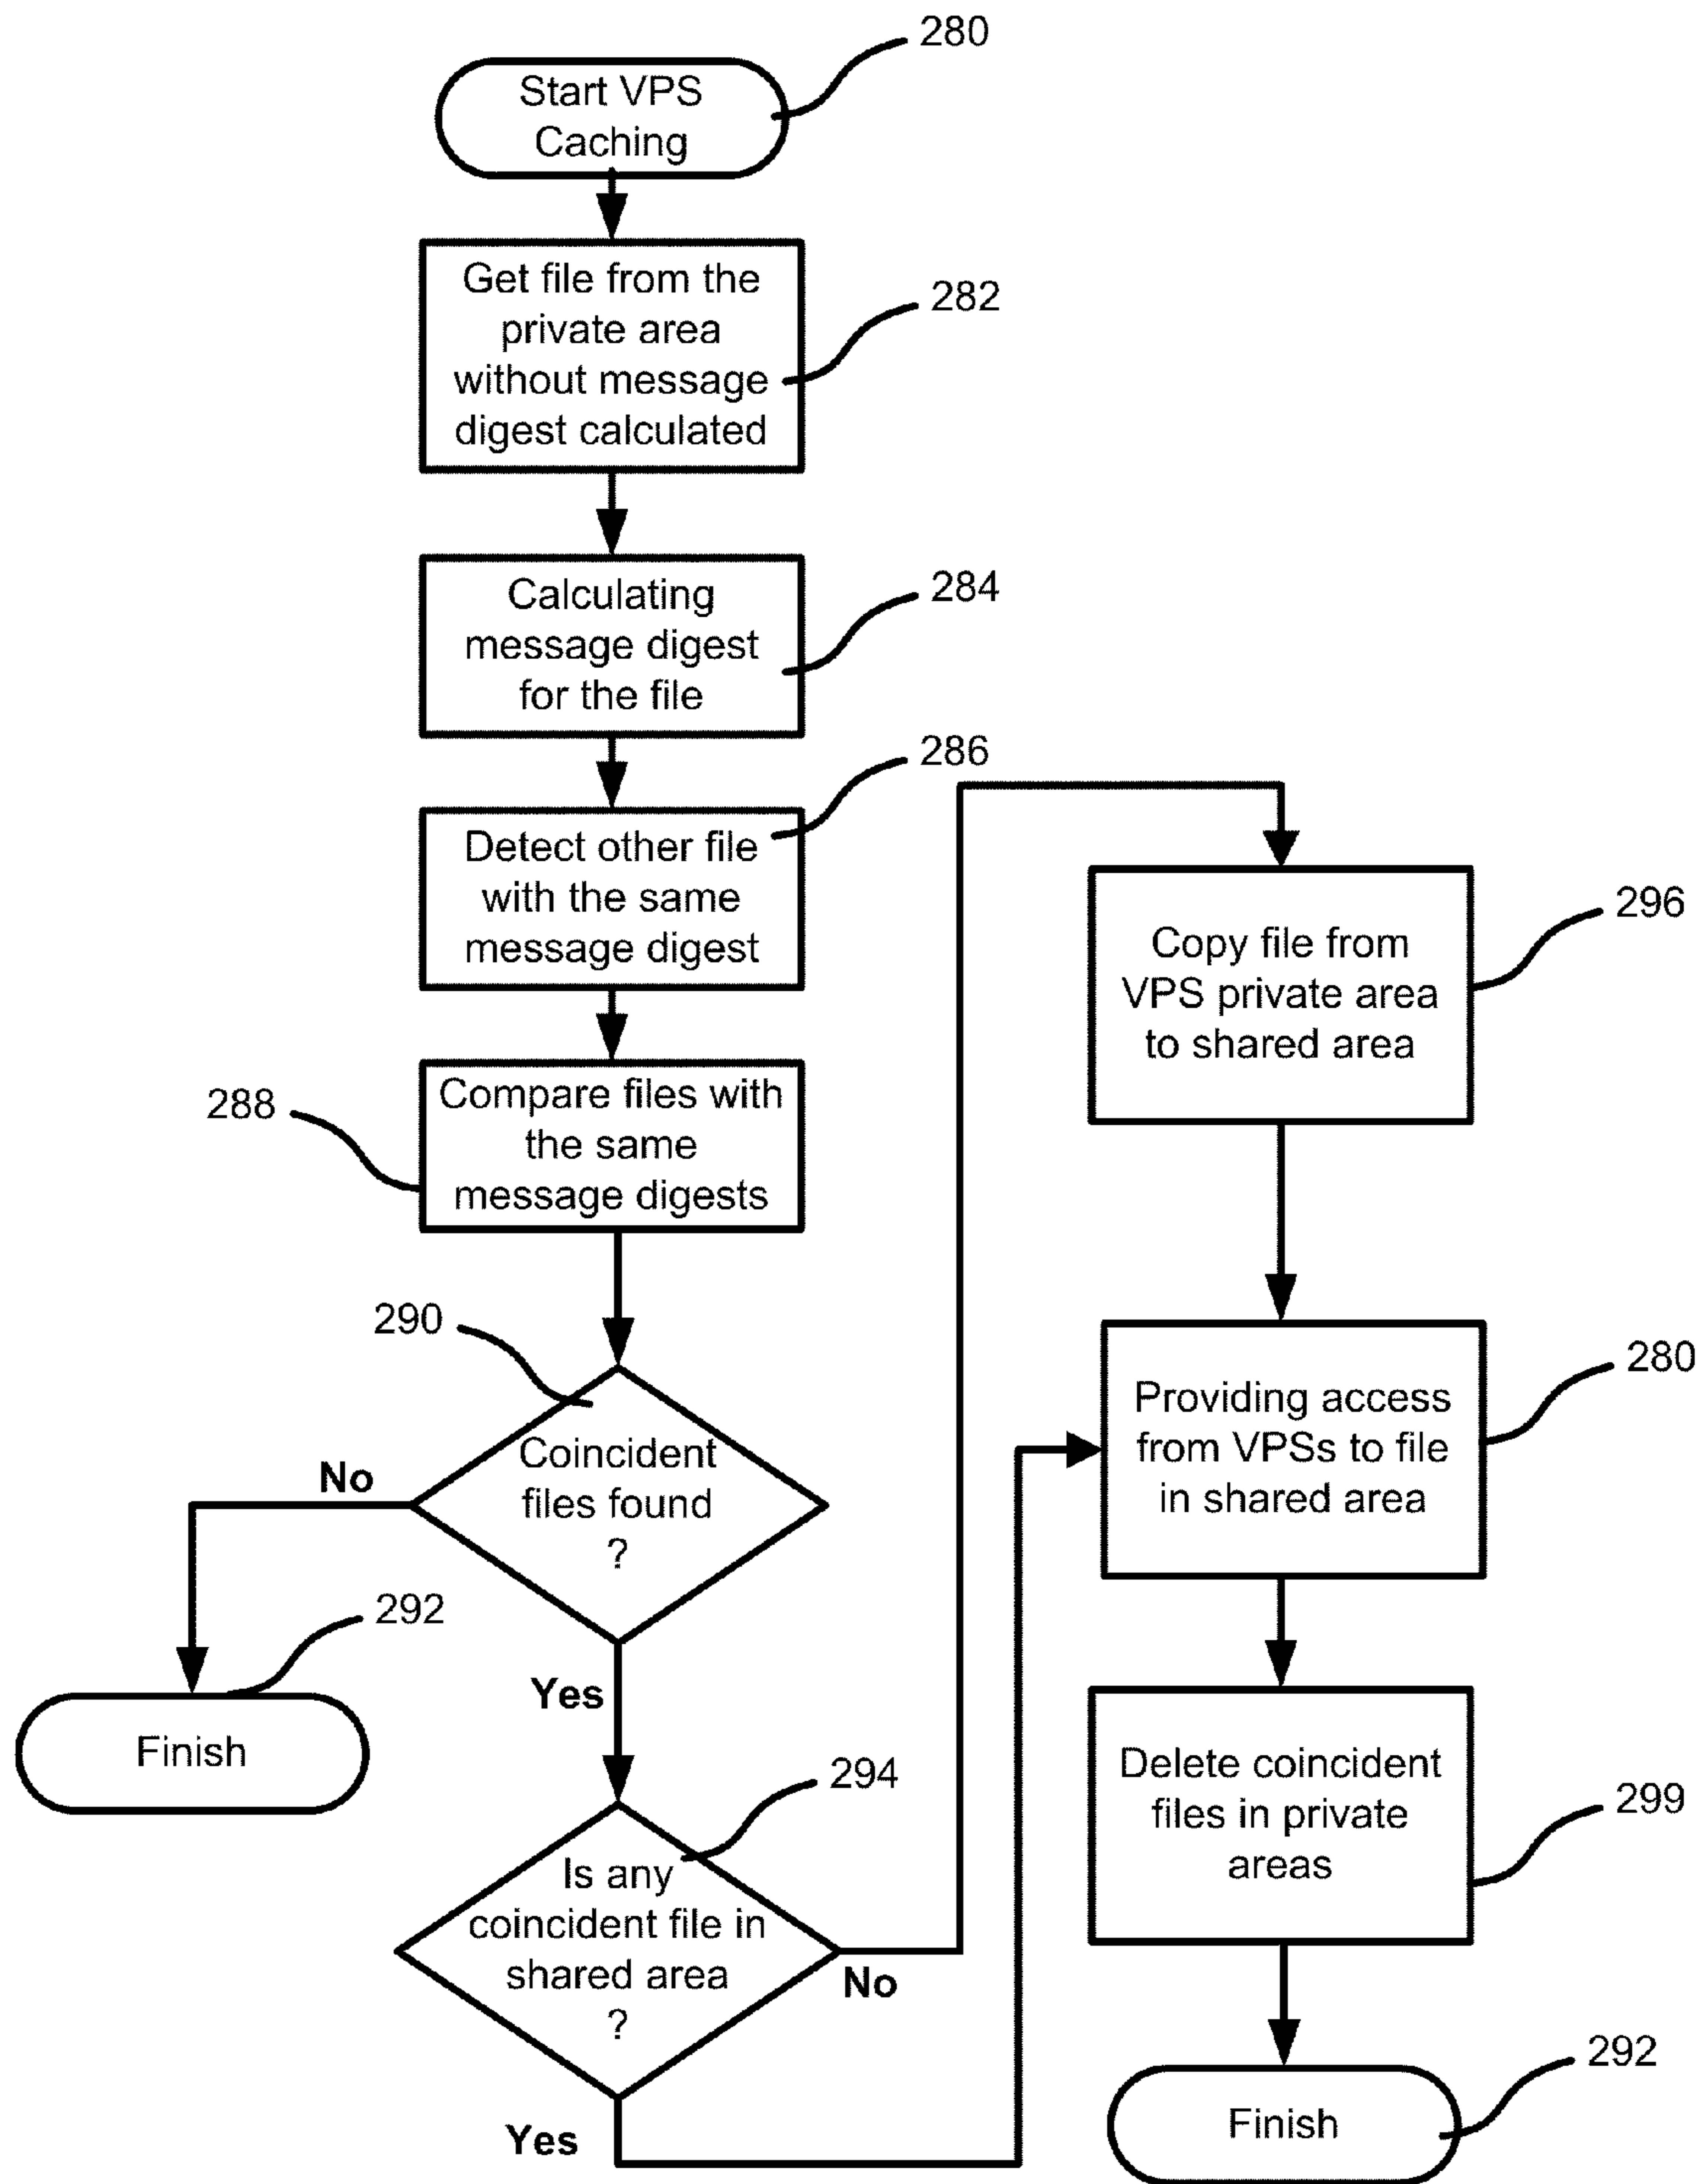 280
Start VPS
Caching
Get file from the
private area
without message
digest calculated
282
Calculating
message digest
for the file
284
286
Detect other file
with the same
message digest
288
Compare files with
the same
message digests
290
Coincident
files found
?
No
292
Finish
Yes
294
Is any
coincident file in
shared area
?
No
Yes
296
Copy file from
VPS private area
to shared area
280
Providing access
from VPSs to file
in shared area
Delete coincident
files in private
areas
299
292
Finish